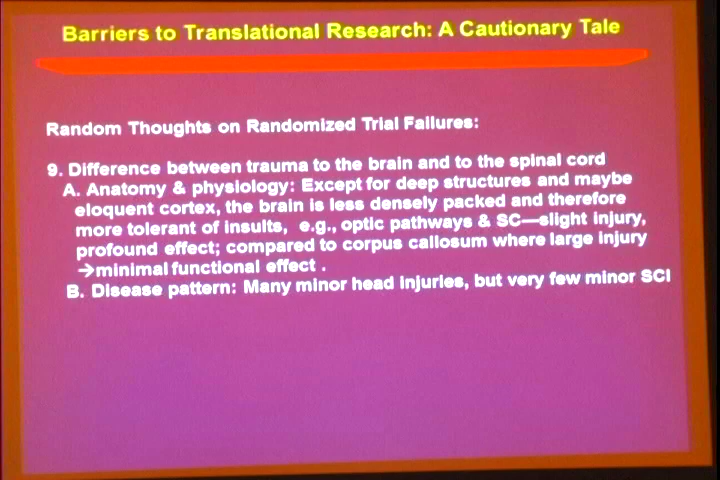 Barriers to Translational Research: A Cautionary Tale
Random Thoughts on Randomized Trial Failures:
9. Difference between trauma to the brain and to the spinal cord
A. Anatomy & physiology: Except for deep structures and maybe
eloquent cortex, the brain is less densely packed and therefore
more tolerant of insults, e.g., optic pathways & SC—slight injury,
profound effect; compared to corpus callosum where large injury
→minimal functional effect .
B. Disease pattern: Many minor head injuries, but very few minor SCI